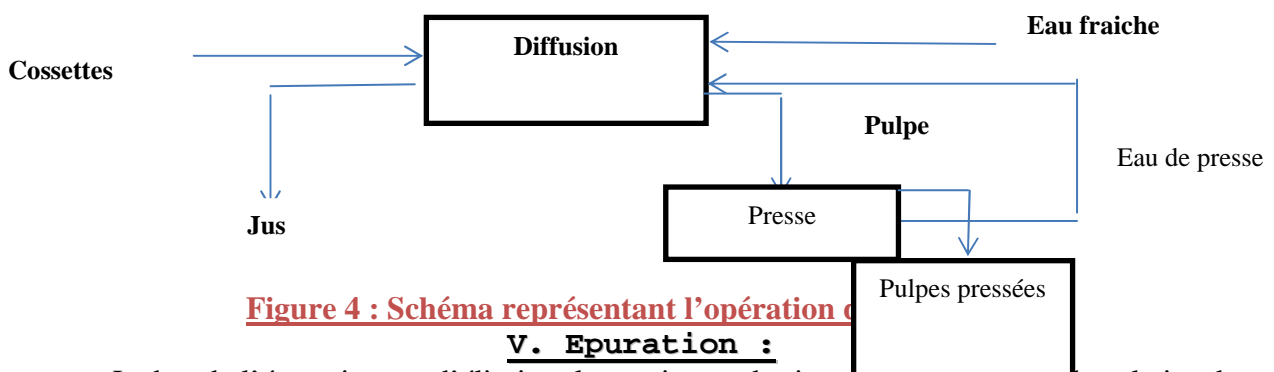 Eau fraiche
Diffusion
Cossettes
Pulpe
Eau de presse
Presse
Jus
Pulpes pressées
Figure 4 : Schéma représentant l’opération
V. Epuration :